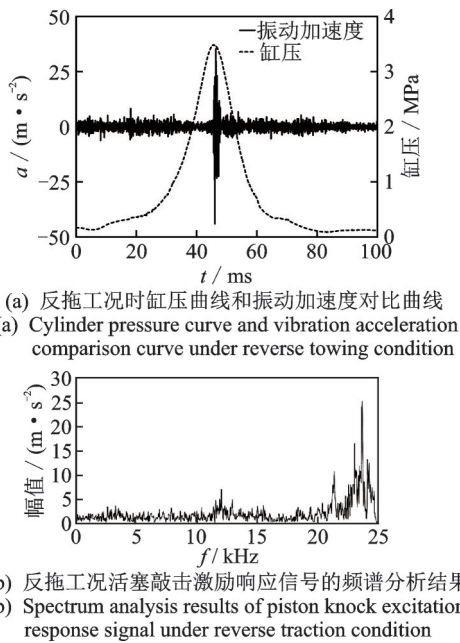 50
25
0
−25
−50
a / (m · s⁻²)
振动加速度
缸压
4
3
2
1
0
缸压 / MPa
0 20 40 60 80 100
t / ms
(a) 反拖工况时缸压曲线和振动加速度对比曲线
a) Cylinder pressure curve and vibration acceleration
comparison curve under reverse towing condition
30
25
20
15
10
5
0
幅值 / (m · s⁻²)
0 5 10 15 20 25
f / kHz
) 反拖工况活塞敲击激励响应信号的频谱分析结果
) Spectrum analysis results of piston knock excitation
response signal under reverse traction condition